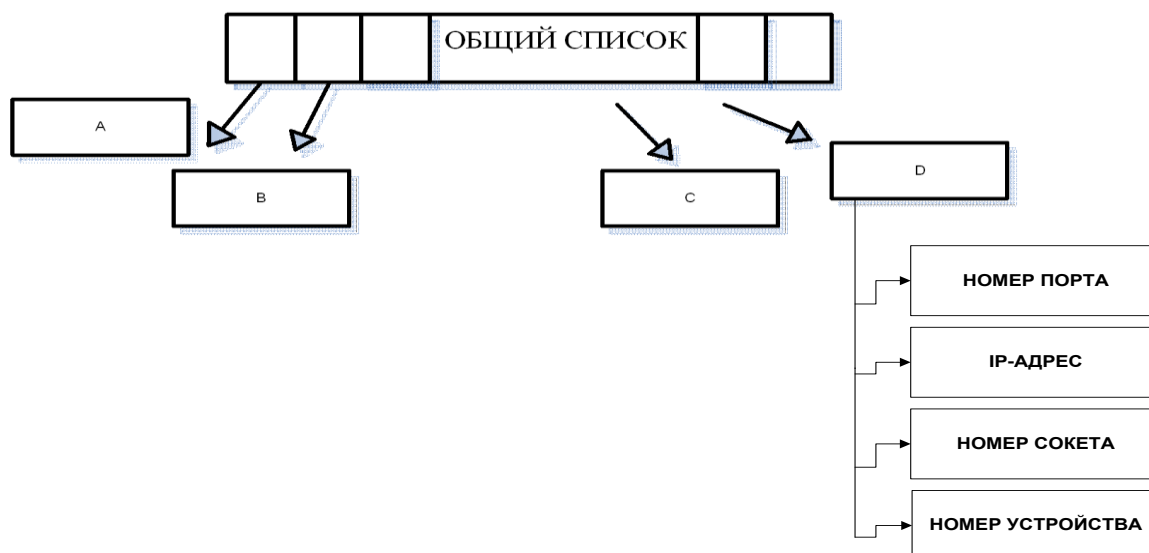 ОБЩИЙ СПИСОК
A
B
C
D
НОМЕР ПОРТА
IP-АДРЕС
НОМЕР СОКЕТА
НОМЕР УСТРОЙСТВА